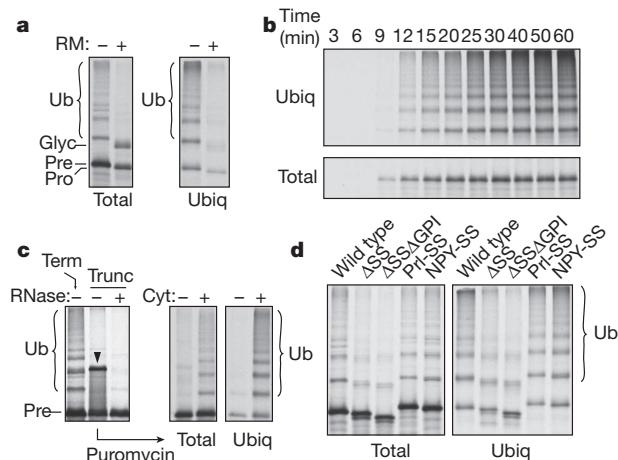 a
RM: – +
– +
Ub
Ub
Glyc
Pre
Pro
Total
Ubiq
b
Time (min) 3 6 9 12 15 20 25 30 40 50 60
Ubiq
Total
c
Term
Trunc
RNase: – – +
Cyt: – +
– +
Ub
Ub
Pre
Puromycin
Total
Ubiq
d
Wild type
ΔSS
ΔSSΔGPI
Prl-SS
NPY-SS
Wild type
ΔSS
ΔSSΔGPI
Prl-SS
NPY-SS
Ub
Total
Ubiq